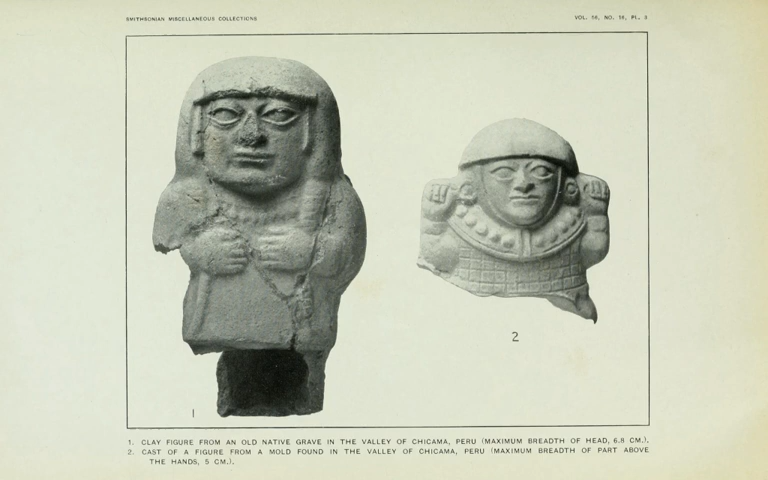 SMITHSONIAN MISCELLANEOUS COLLECTIONS
VOL. 56, NO. 16, PL. 8
1
2
1. CLAY FIGURE FROM AN OLD NATIVE GRAVE IN THE VALLEY OF CHICAMA, PERU (MAXIMUM BREADTH OF HEAD, 6.8 CM.).
2. CAST OF A FIGURE FROM A MOLD FOUND IN THE VALLEY OF CHICAMA, PERU (MAXIMUM BREADTH OF PART ABOVE
THE HANDS, 5 CM.).